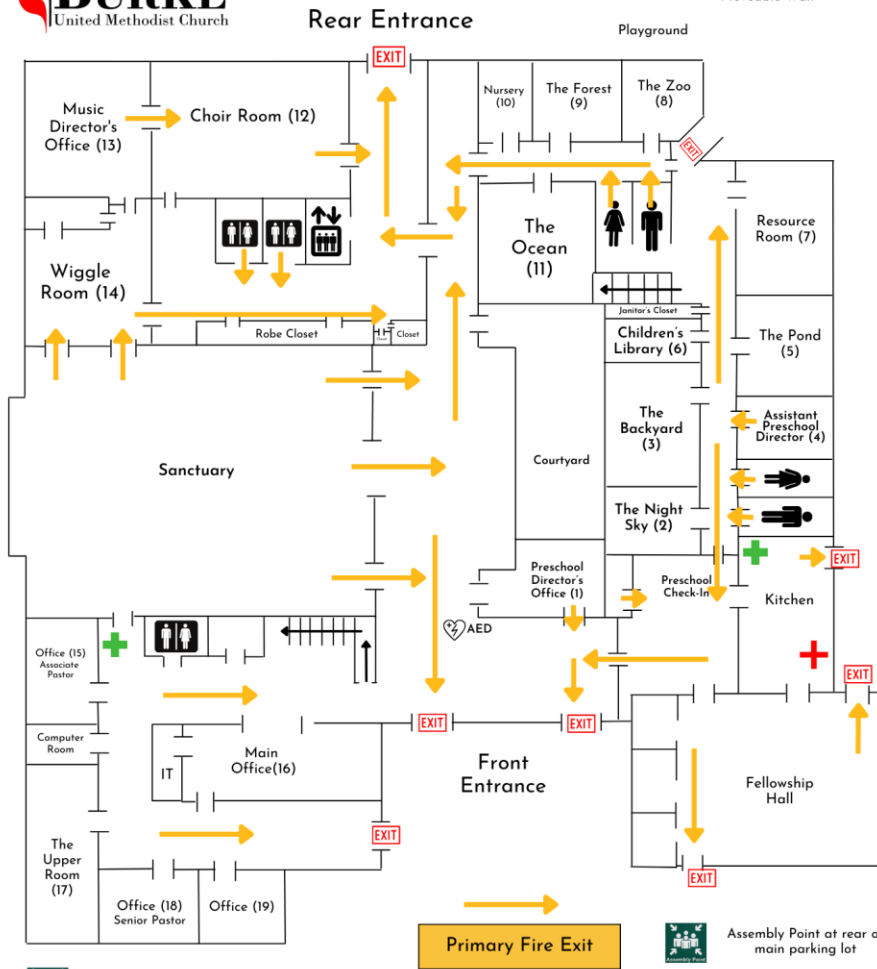 BURKE
United Methodist Church
Rear Entrance
Moveable Wall
Playground
EXIT
Music
Director's
Office (13)
Choir Room (12)
Nursery
(10)
The Forest
(9)
The Zoo
(8)
EXIT
Wiggle
Room (14)
The
Ocean
(11)
Resource
Room (7)
Robe Closet
Closet
Janitor's Closet
Children's
Library (6)
The Pond
(5)
The
Backyard
(3)
Assistant
Preschool
Director (4)
Sanctuary
Courtyard
The Night
Sky (2)
Preschool
Director's
Office (1)
Preschool
Check-In
EXIT
Kitchen
AED
Office (15)
Associate
Pastor
EXIT
EXIT
EXIT
Computer
Room
IT
Main
Office(16)
Front
Entrance
Fellowship
Hall
EXIT
The
Upper
Room
(17)
EXIT
Office (18)
Senior Pastor
Office (19)
Primary Fire Exit
Assembly Point
Assembly Point at rear o
main parking lot